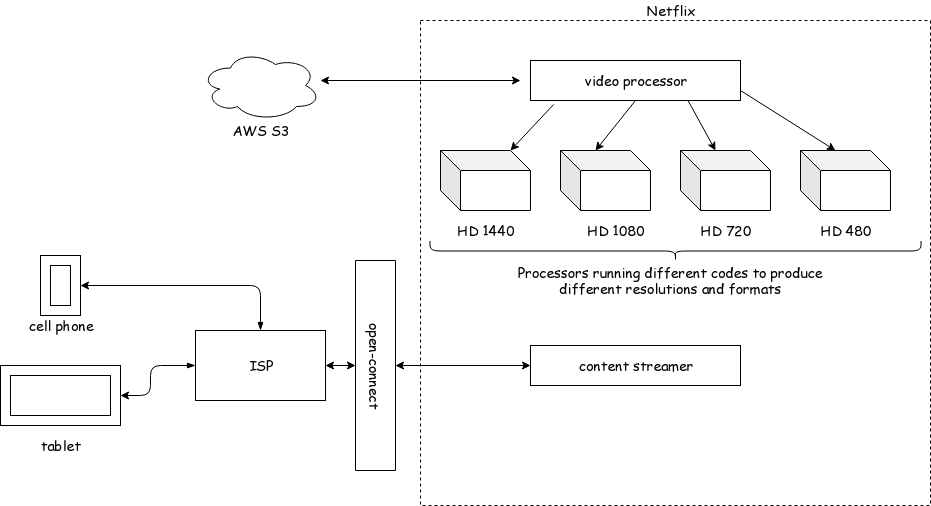 Netflix
video processor
AWS S3
HD 1440
HD 1080
HD 720
HD 480
Processors running different codes to produce
different resolutions and formats
cell phone
ISP
open-connect
content streamer
tablet